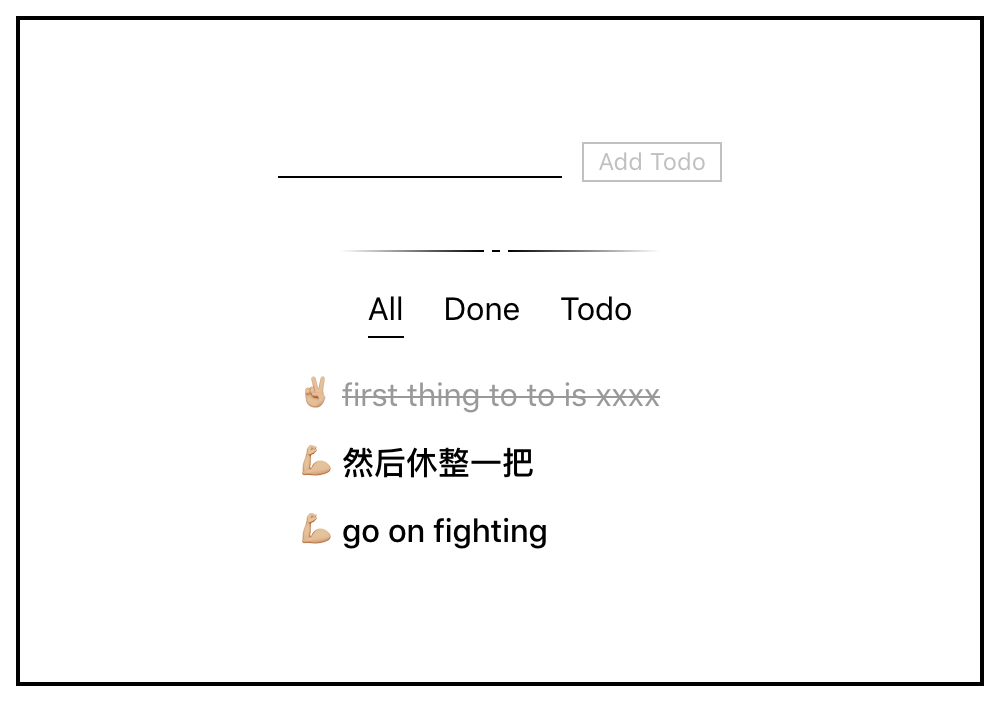 Add Todo
All Done Todo
✌🏼 first thing to to is xxxx
💪🏼 然后休整一把
💪🏼 go on fighting